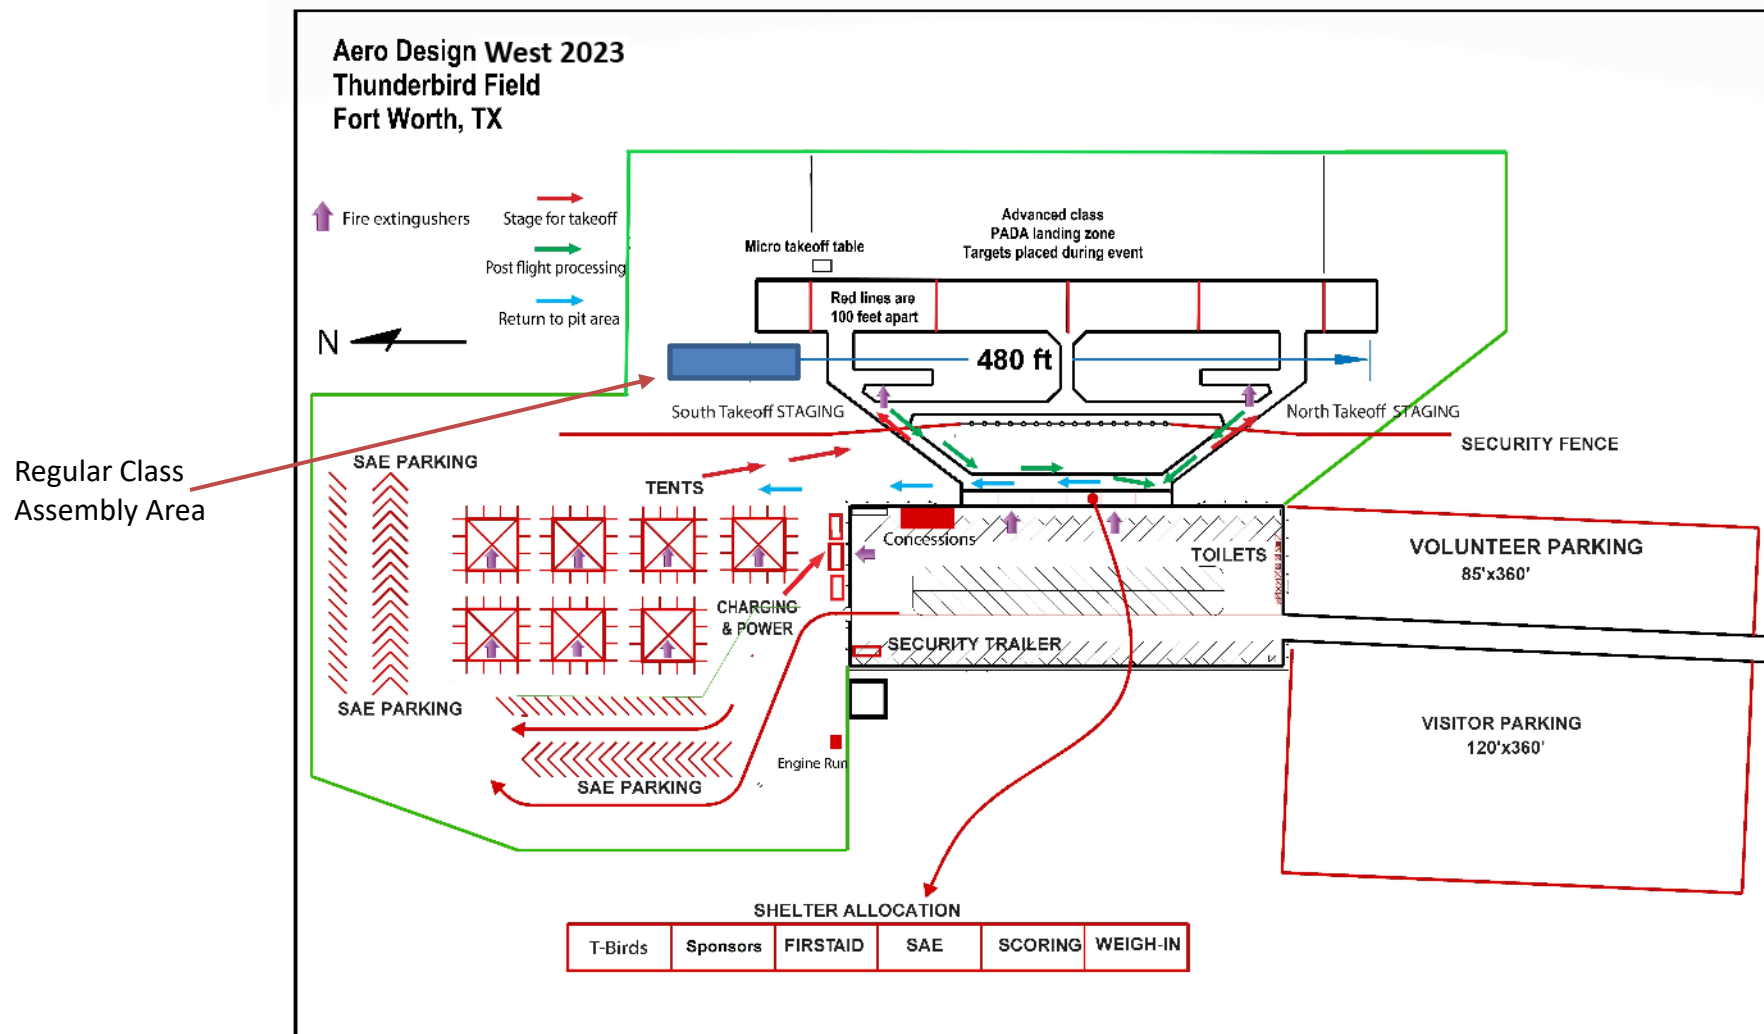 Aero Design West 2023
Thunderbird Field
Fort Worth, TX
Fire extingushers
Stage for takeoff
Post flight processing
Return to pit area
N
Micro takeoff table
Advanced class
PADA landing zone
Targets placed during event
Red lines are
100 feet apart
480 ft
South Takeoff STAGING
North Takeoff STAGING
SECURITY FENCE
Regular Class
Assembly Area
SAE PARKING
TENTS
Concessions
TOILETS
VOLUNTEER PARKING
85'x360'
CHARGING
& POWER
SECURITY TRAILER
SAE PARKING
VISITOR PARKING
120'x360'
Engine Run
SAE PARKING
SHELTER ALLOCATION
T-Birds Sponsors FIRSTAID SAE SCORING WEIGH-IN